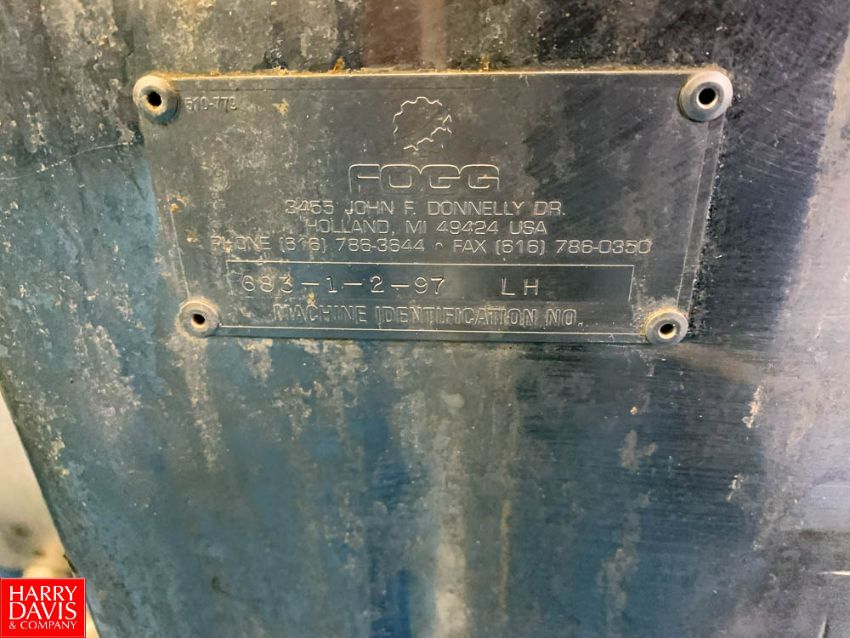 510-772
FOGG
3455 JOHN F. DONNELLY DR.
HOLLAND, MI 49424 USA
PHONE (616) 786-3644 • FAX (616) 786-0350
683-1-2-97 LH
MACHINE IDENTIFICATION NO.
HARRY
DAVIS
& COMPANY